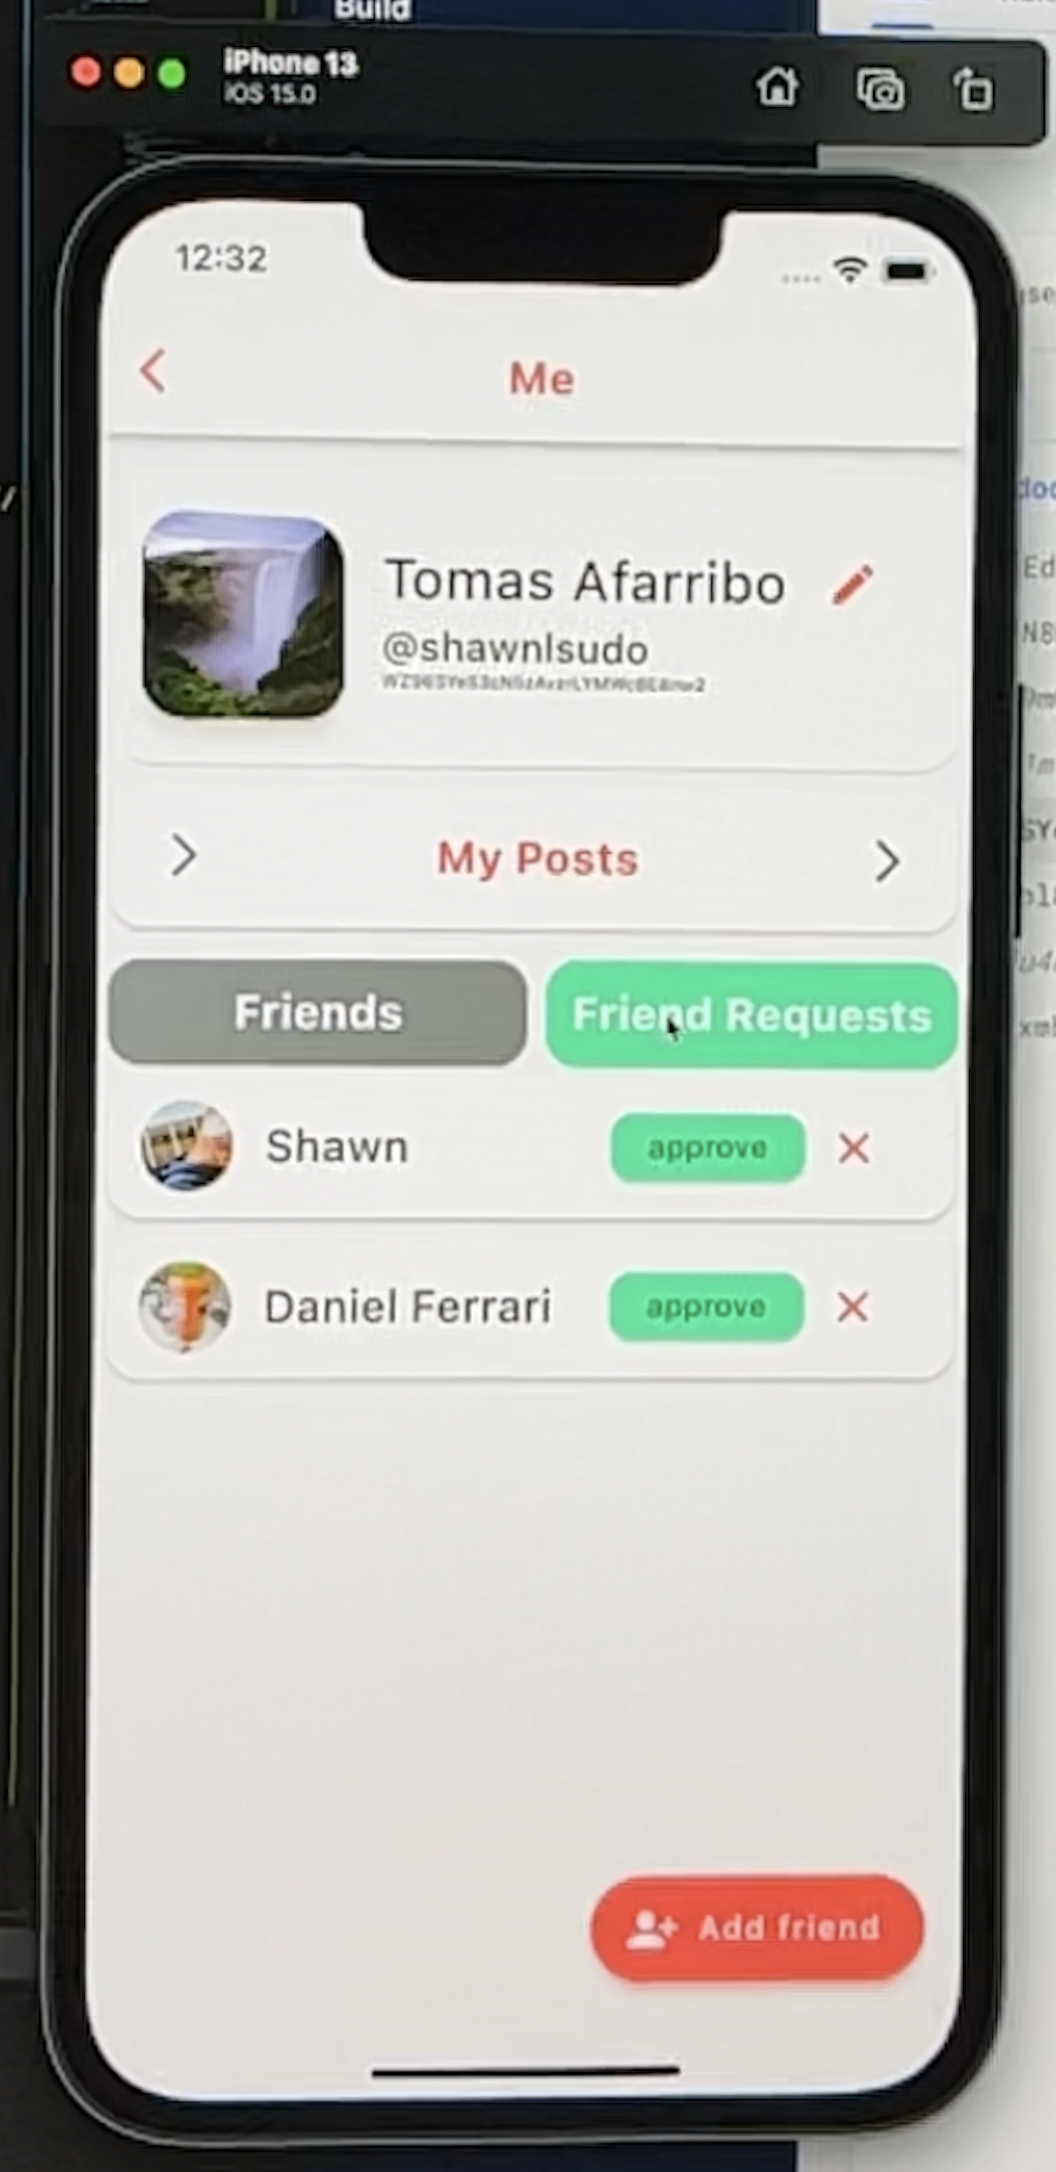 Build
iPhone 13
iOS 15.0
12:32
Me
Tomas Afarribo
@shawnlsudo
My Posts
Friends
Friend Requests
Shawn
approve
Daniel Ferrari
approve
Add friend